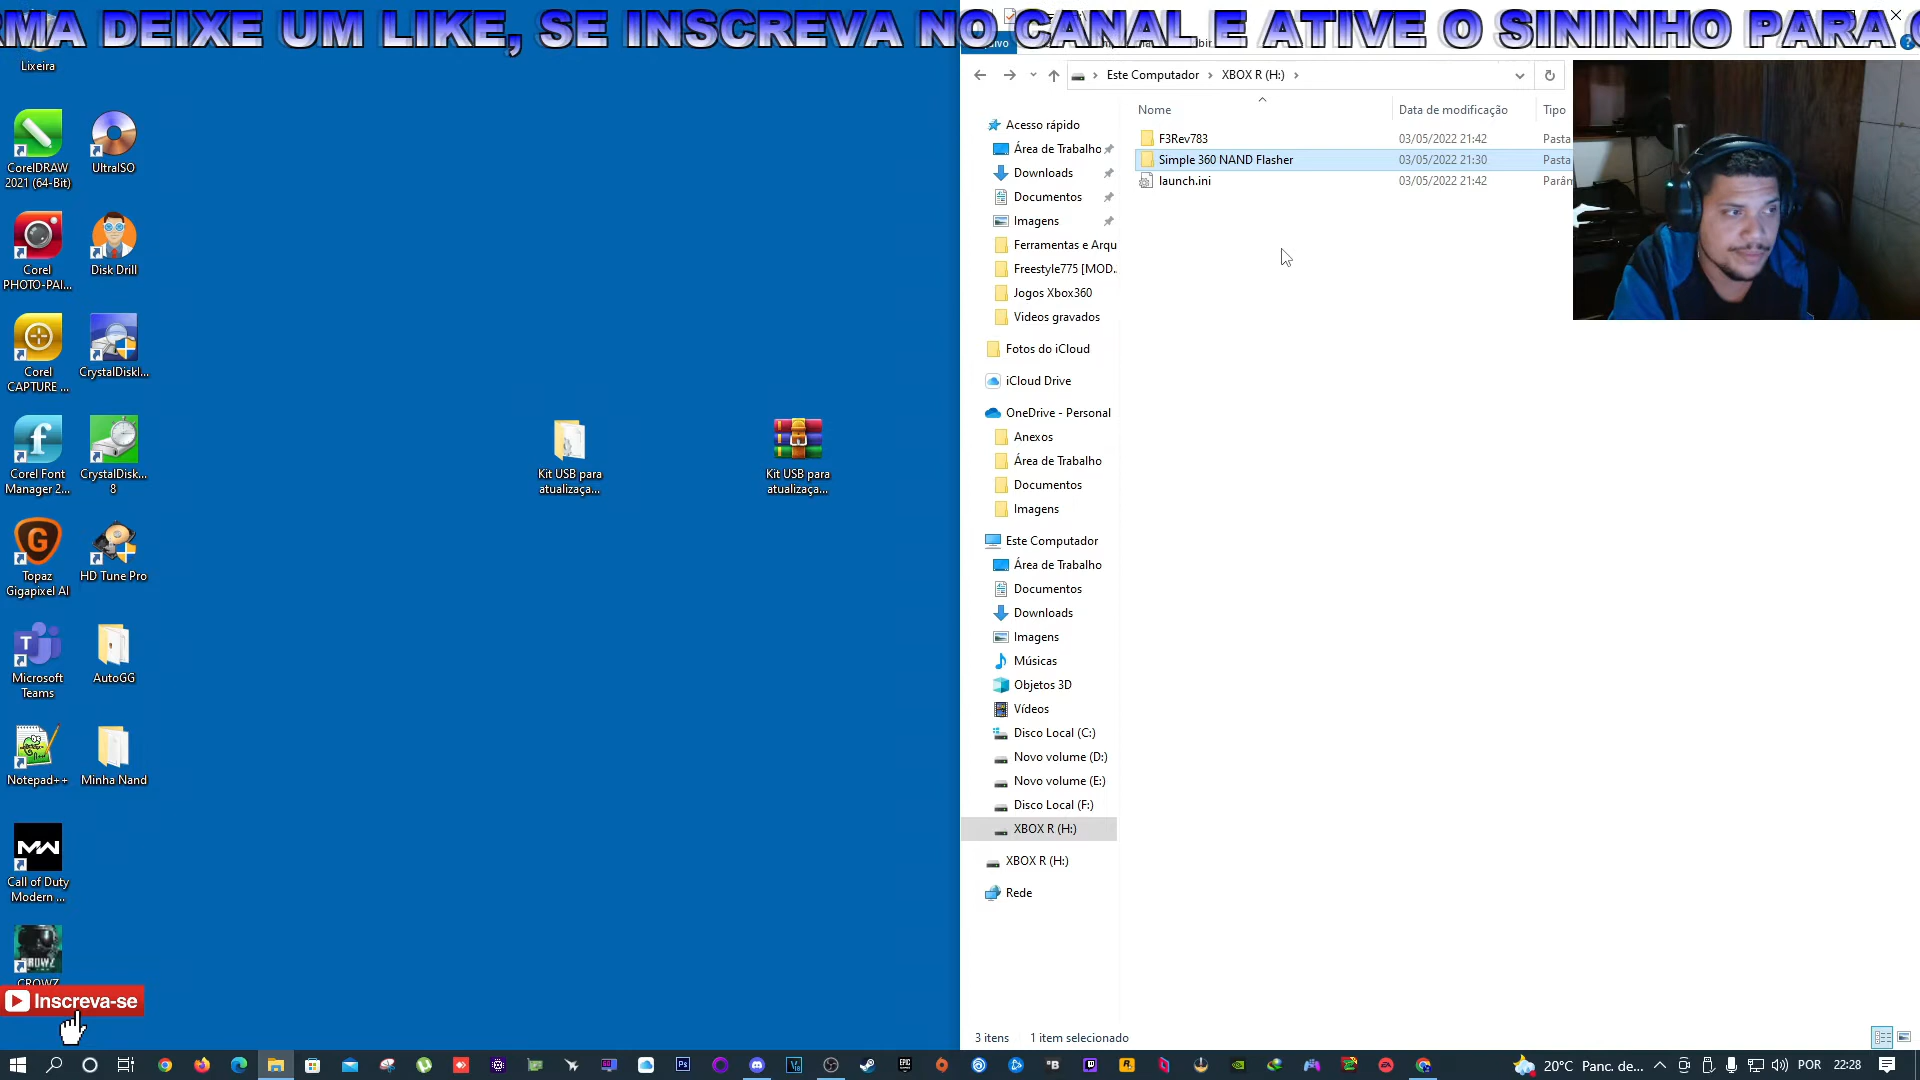 RMA DEIXE UM LIKE, SE INSCREVA NO CANAL E ATIVE O SININHO PARA
Lixeira
CorelDRAW
2021 (64-Bit)
UltraISO
Corel
PHOTO-PAI...
Disk Drill
Corel
CAPTURE ...
CrystalDiskI...
Corel Font
Manager 2...
CrystalDisk...
8
Topaz
Gigapixel AI
HD Tune Pro
Microsoft
Teams
AutoGG
Notepad++
Minha Nand
Call of Duty
Modern ...
CROWZ
Inscreva-se
Kit USB para
atualizaça...
Kit USB para
atualizaça...
Este Computador
XBOX R (H:)
Nome
Data de modificação
Tipo
F3Rev783
03/05/2022 21:42
Pasta
Simple 360 NAND Flasher
03/05/2022 21:30
Pasta
launch.ini
03/05/2022 21:42
Parâm
Acesso rápido
Área de Trabalho
Downloads
Documentos
Imagens
Ferramentas e Arqu
Freestyle775 [MOD..
Jogos Xbox360
Videos gravados
Fotos do iCloud
iCloud Drive
OneDrive - Personal
Anexos
Área de Trabalho
Documentos
Imagens
Este Computador
Área de Trabalho
Documentos
Downloads
Imagens
Músicas
Objetos 3D
Vídeos
Disco Local (C:)
Novo volume (D:)
Novo volume (E:)
Disco Local (F:)
XBOX R (H:)
XBOX R (H:)
Rede
3 itens
1 item selecionado
20°C Panc. de...
POR
22:28